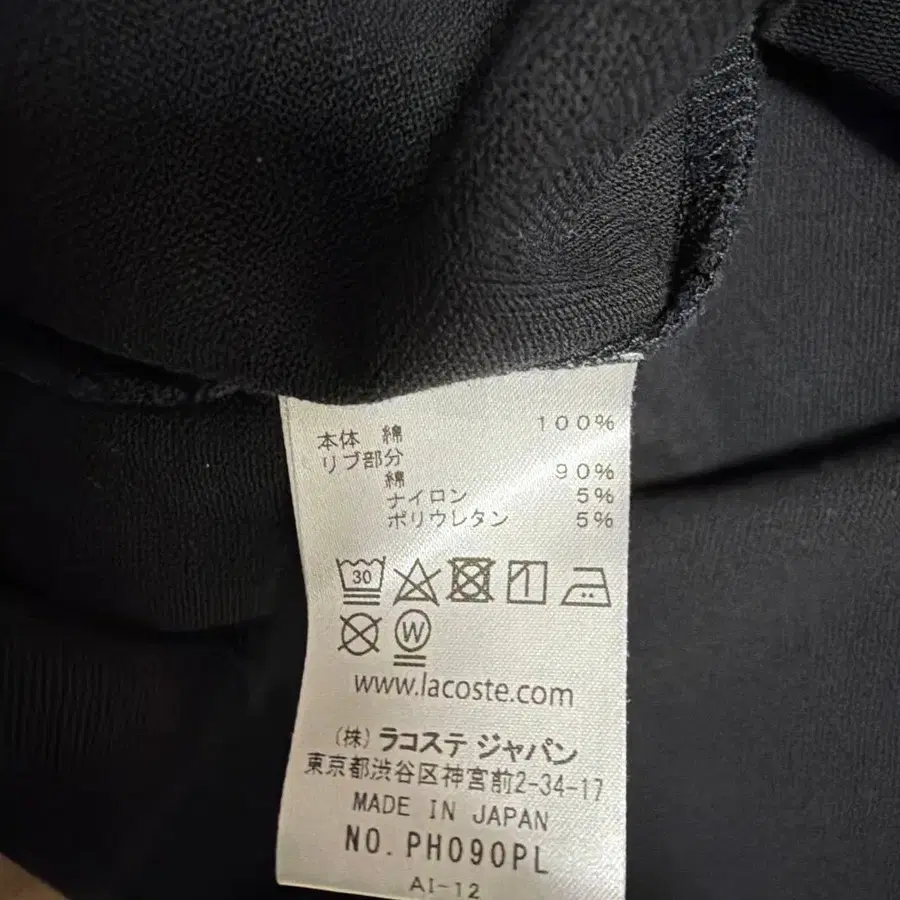 本体 綿 100%
リブ部分
綿 90%
ナイロン 5%
ポリウレタン 5%
30
W
www.lacoste.com
(株) ラコステ ジャパン
東京都渋谷区神宮前2-34-17
MADE IN JAPAN
NO. PH090PL
AI-12